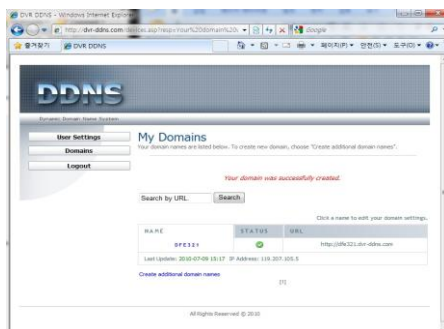 DVR DDNS - Windows Internet Explorer
http://dvr-ddns.com
Google
즐겨찾기
DVR DDNS
페이지(P)
안전(S)
도구(O)
DDNS
Dynamic Domain Name System
User Settings
Domains
Logout
My Domains
Your domain names are listed below. To create new domain, choose "Create additional domain names".
Your domain was successfully created.
Search by URL
Search
Click a name to edit your domain settings.
NAME STATUS URL
DFE321 http://dfe321.dvr-ddns.com
Last Update: 2010-07-09 15:17 IP Address: 119.207.105.5
Create additional domain names
[1]
All Rights Reserved © 2010